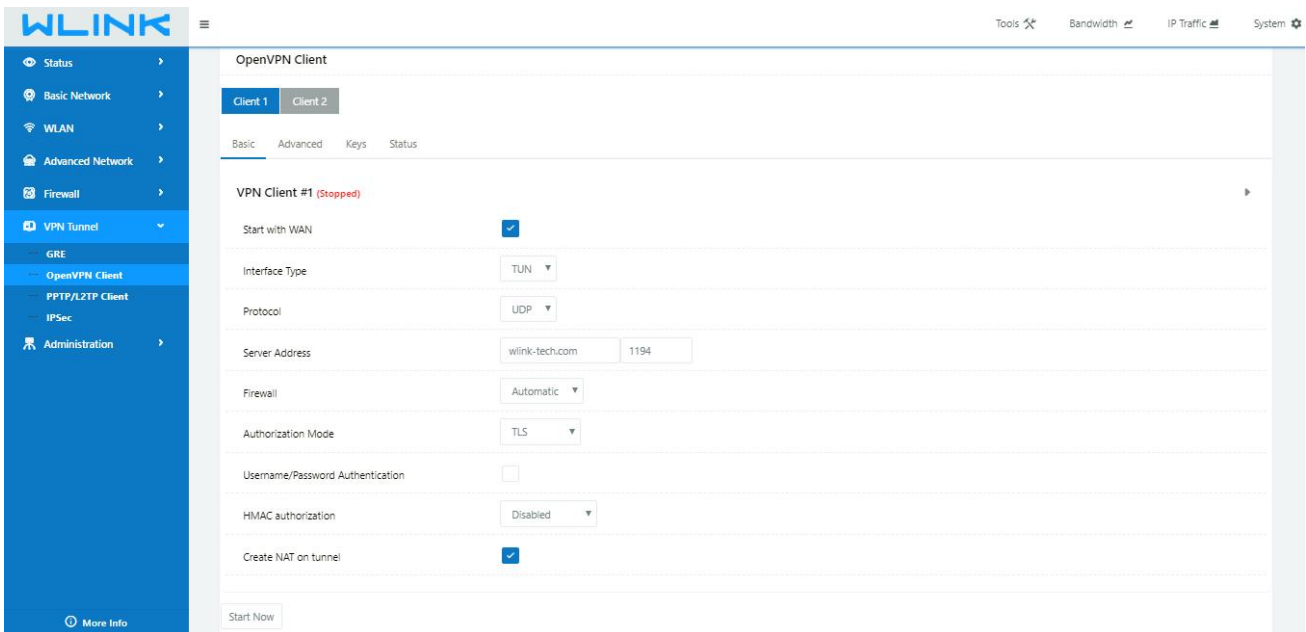 WLINK
Tools Bandwidth IP Traffic System
Status
Basic Network
WLAN
Advanced Network
Firewall
VPN Tunnel
GRE
OpenVPN Client
PPTP/L2TP Client
IPSec
Administration
More Info
OpenVPN Client
Client 1 Client 2
Basic Advanced Keys Status
VPN Client #1 (Stopped)
Start with WAN
Interface Type TUN
Protocol UDP
Server Address wlink-tech.com 1194
Firewall Automatic
Authorization Mode TLS
Username/Password Authentication
HMAC authorization Disabled
Create NAT on tunnel
Start Now